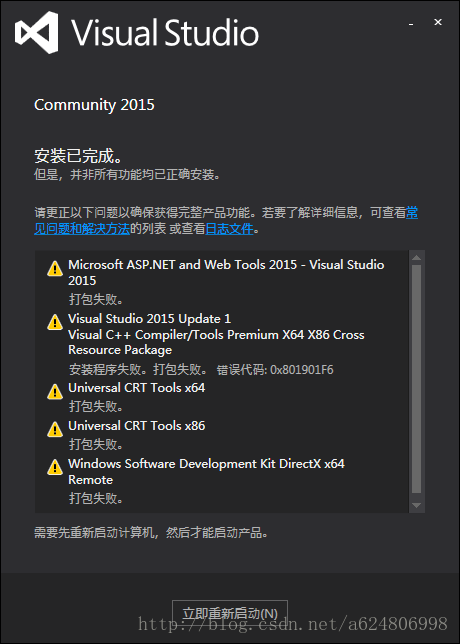 Visual Studio
Community 2015
安装已完成。
但是，并非所有功能均已正确安装。
请更正以下问题以确保获得完整产品功能。若要了解详细信息，可查看常
见问题和解决方法的列表 或查看日志文件。
Microsoft ASP.NET and Web Tools 2015 - Visual Studio
2015
打包失败。
Visual Studio 2015 Update 1
Visual C++ Compiler/Tools Premium X64 X86 Cross
Resource Package
安装程序失败。打包失败。 错误代码: 0x801901F6
Universal CRT Tools x64
打包失败。
Universal CRT Tools x86
打包失败。
Windows Software Development Kit DirectX x64
Remote
打包失败。
需要先重新启动计算机，然后才能启动产品。
立即重新启动(N)
http://blog.csdn.net/a624806998